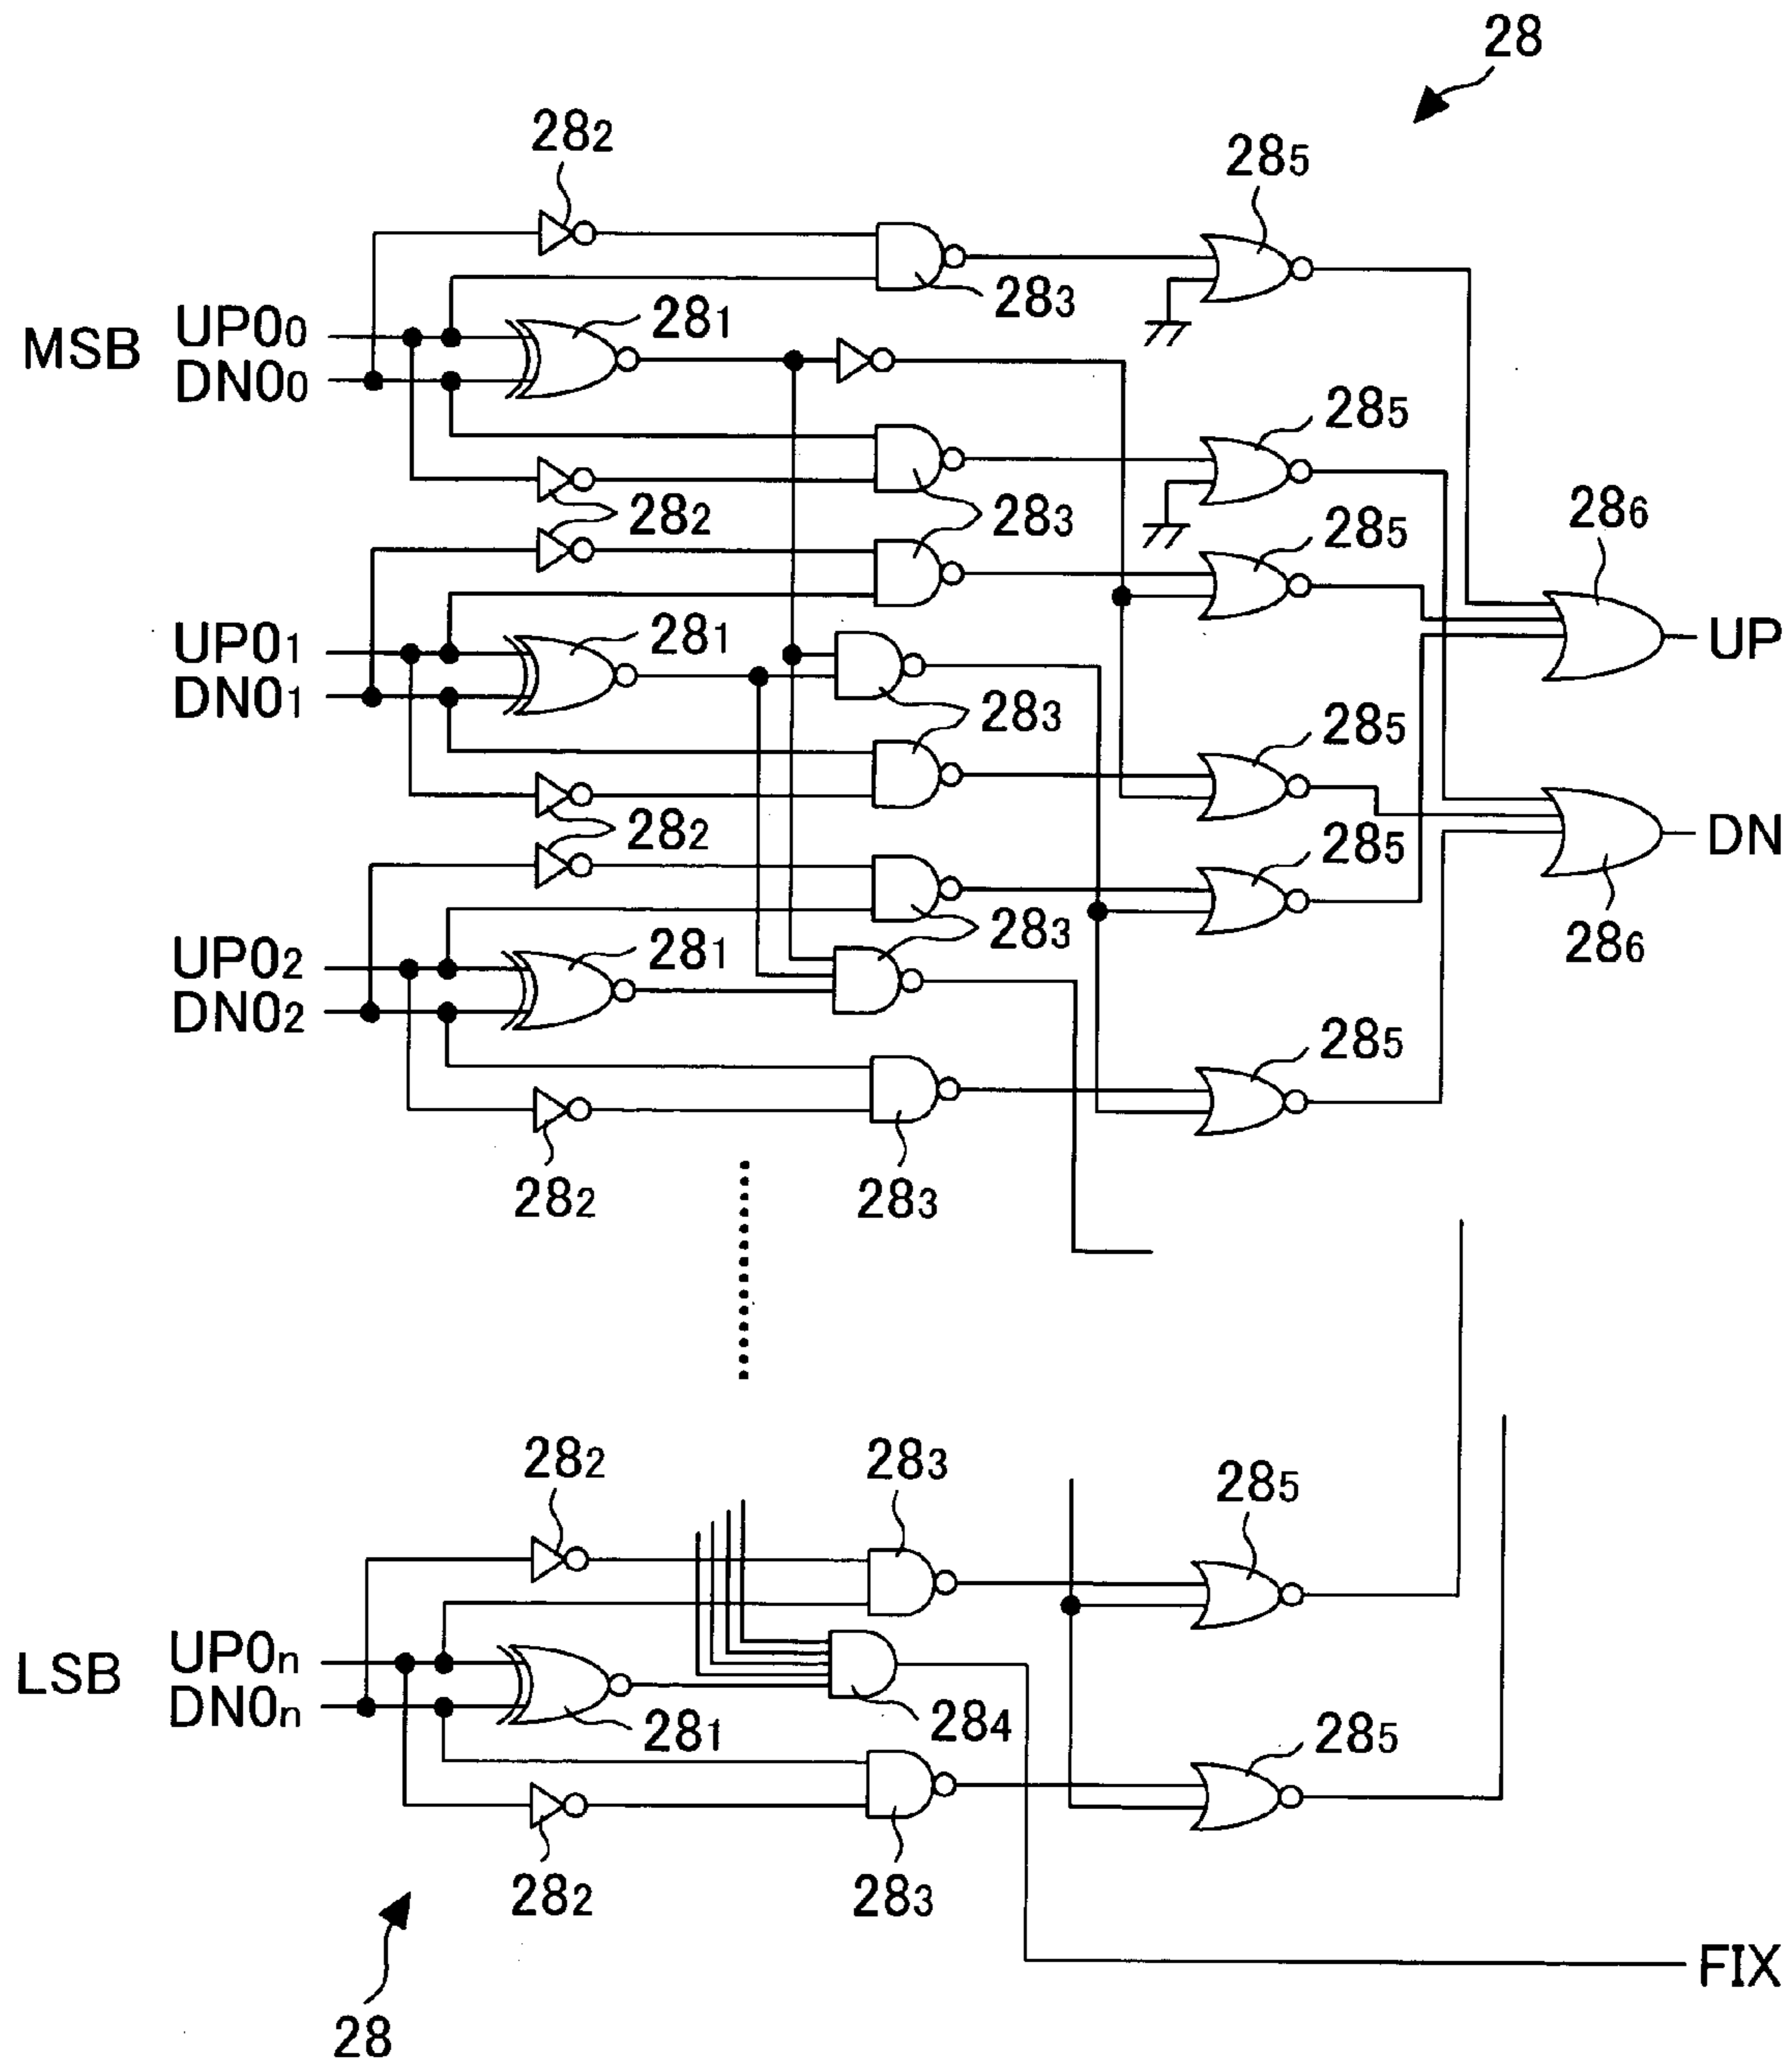 28
28₂
28₅
28₃
MSB
UP0₀
28₁
DN0₀
28₅
28₂
28₃
28₅
28₆
UP0₁
28₁
UP
DN0₁
28₃
28₅
28₂
28₅
DN
28₃
UP0₂
28₁
28₆
DN0₂
28₅
28₂
28₃
28₂
28₃
28₅
LSB
UP0ₙ
DN0ₙ
28₁
28₄
28₅
28₂
28₃
FIX
28